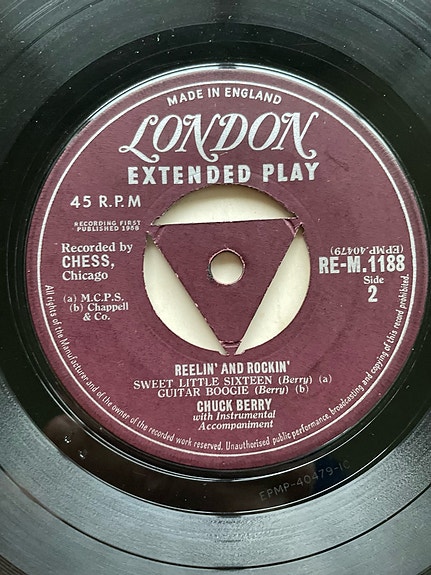 MADE IN ENGLAND
LONDON
EXTENDED PLAY
45 R.P.M
RECORDING FIRST
PUBLISHED 1958
Recorded by
CHESS,
Chicago
(a) M.C.P.S.
(b) Chappell
& Co.
(EPMP-40479)
RE-M.1188
Side
2
REELIN' AND ROCKIN'
SWEET LITTLE SIXTEEN (Berry) (a)
GUITAR BOOGIE (Berry) (b)
CHUCK BERRY
with Instrumental
Accompaniment
All rights of the Manufacturer and of the owner of the recorded work reserved. Unauthorised public performance, broadcasting and copying of this record prohibited.
EPMP-40479-1C